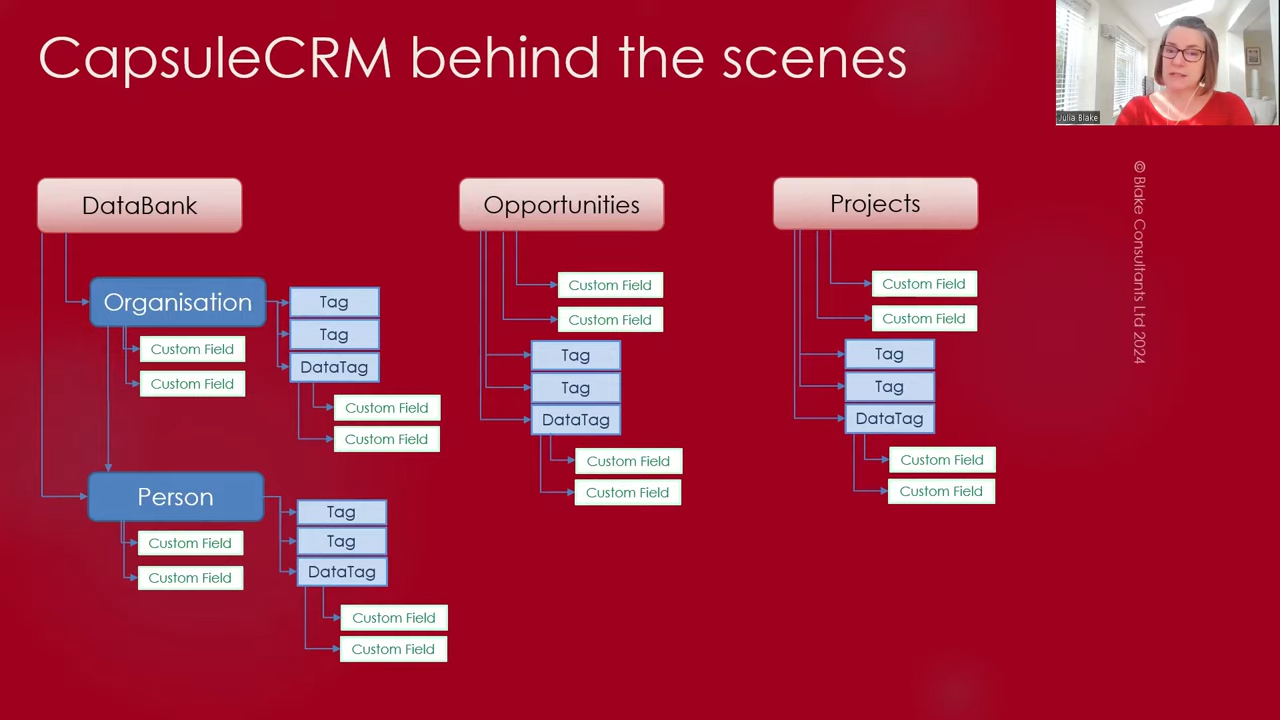 CapsuleCRM behind the scenes
Julia Blake
© Blake Consultants Ltd 2024
DataBank
Organisation
Custom Field
Custom Field
Tag
Tag
DataTag
Custom Field
Custom Field
Person
Custom Field
Custom Field
Tag
Tag
DataTag
Custom Field
Custom Field
Opportunities
Custom Field
Custom Field
Tag
Tag
DataTag
Custom Field
Custom Field
Projects
Custom Field
Custom Field
Tag
Tag
DataTag
Custom Field
Custom Field